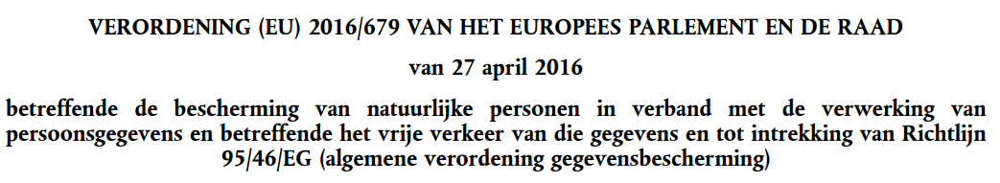 VERORDENING (EU) 2016/679 VAN HET EUROPEES PARLEMENT EN DE RAAD
van 27 april 2016
betreffende de bescherming van natuurlijke personen in verband met de verwerking van
persoonsgegevens en betreffende het vrije verkeer van die gegevens en tot intrekking van Richtlijn
95/46/EG (algemene verordening gegevensbescherming)